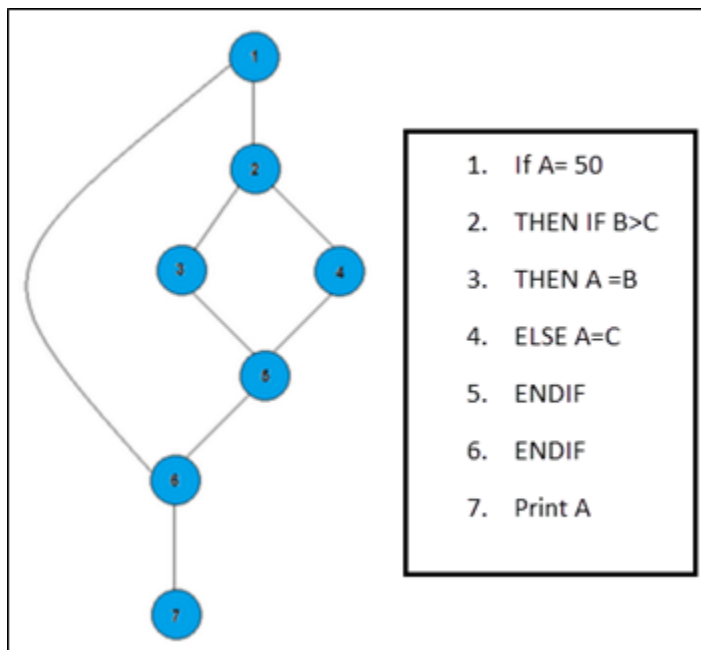 1
2
3 4
5
6
7
1. If A= 50
2. THEN IF B>C
3. THEN A =B
4. ELSE A=C
5. ENDIF
6. ENDIF
7. Print A